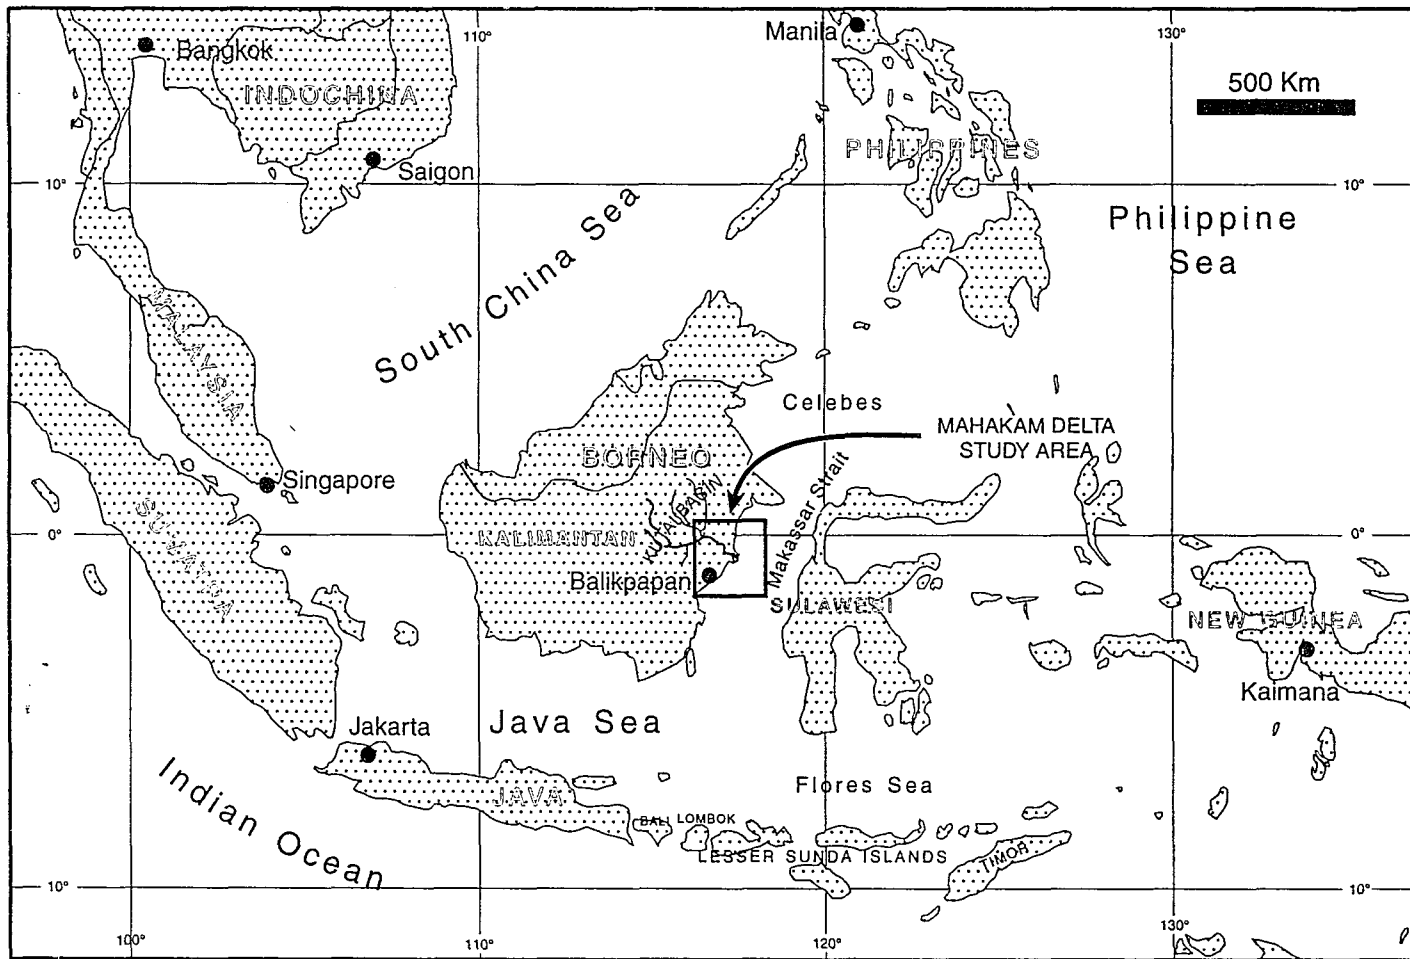 110°
130°
Manila
Bangkok
500 Km
INDOCHINA
PHILIPPINES
Saigon
10°
10°
Philippine
Sea
South China Sea
MALAYSIA
Celebes
MAHAKAM DELTA
STUDY AREA
BORNEO
Singapore
KUTAI BASIN
Makassar Strait
SUMATRA
KALIMANTAN
0°
0°
Balikpapan
SULAWESI
NEW GUINEA
Kaimana
Java Sea
Jakarta
Indian Ocean
Flores Sea
JAVA
BALI
LOMBOK
LESSER SUNDA ISLANDS
TIMOR
10°
10°
100°
110°
120°
130°